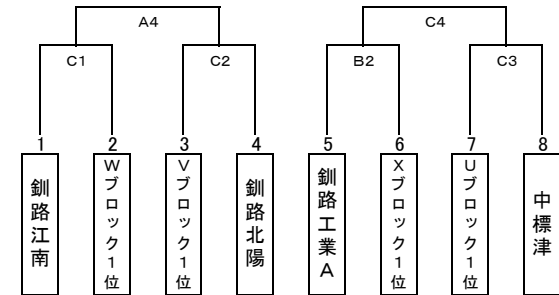 A4
C4
C1
C2
B2
C3
1
2
3
4
5
6
7
8
釧路江南
Wブロック1位
Vブロック1位
釧路北陽
釧路工業A
Xブロック1位
Uブロック1位
中標津